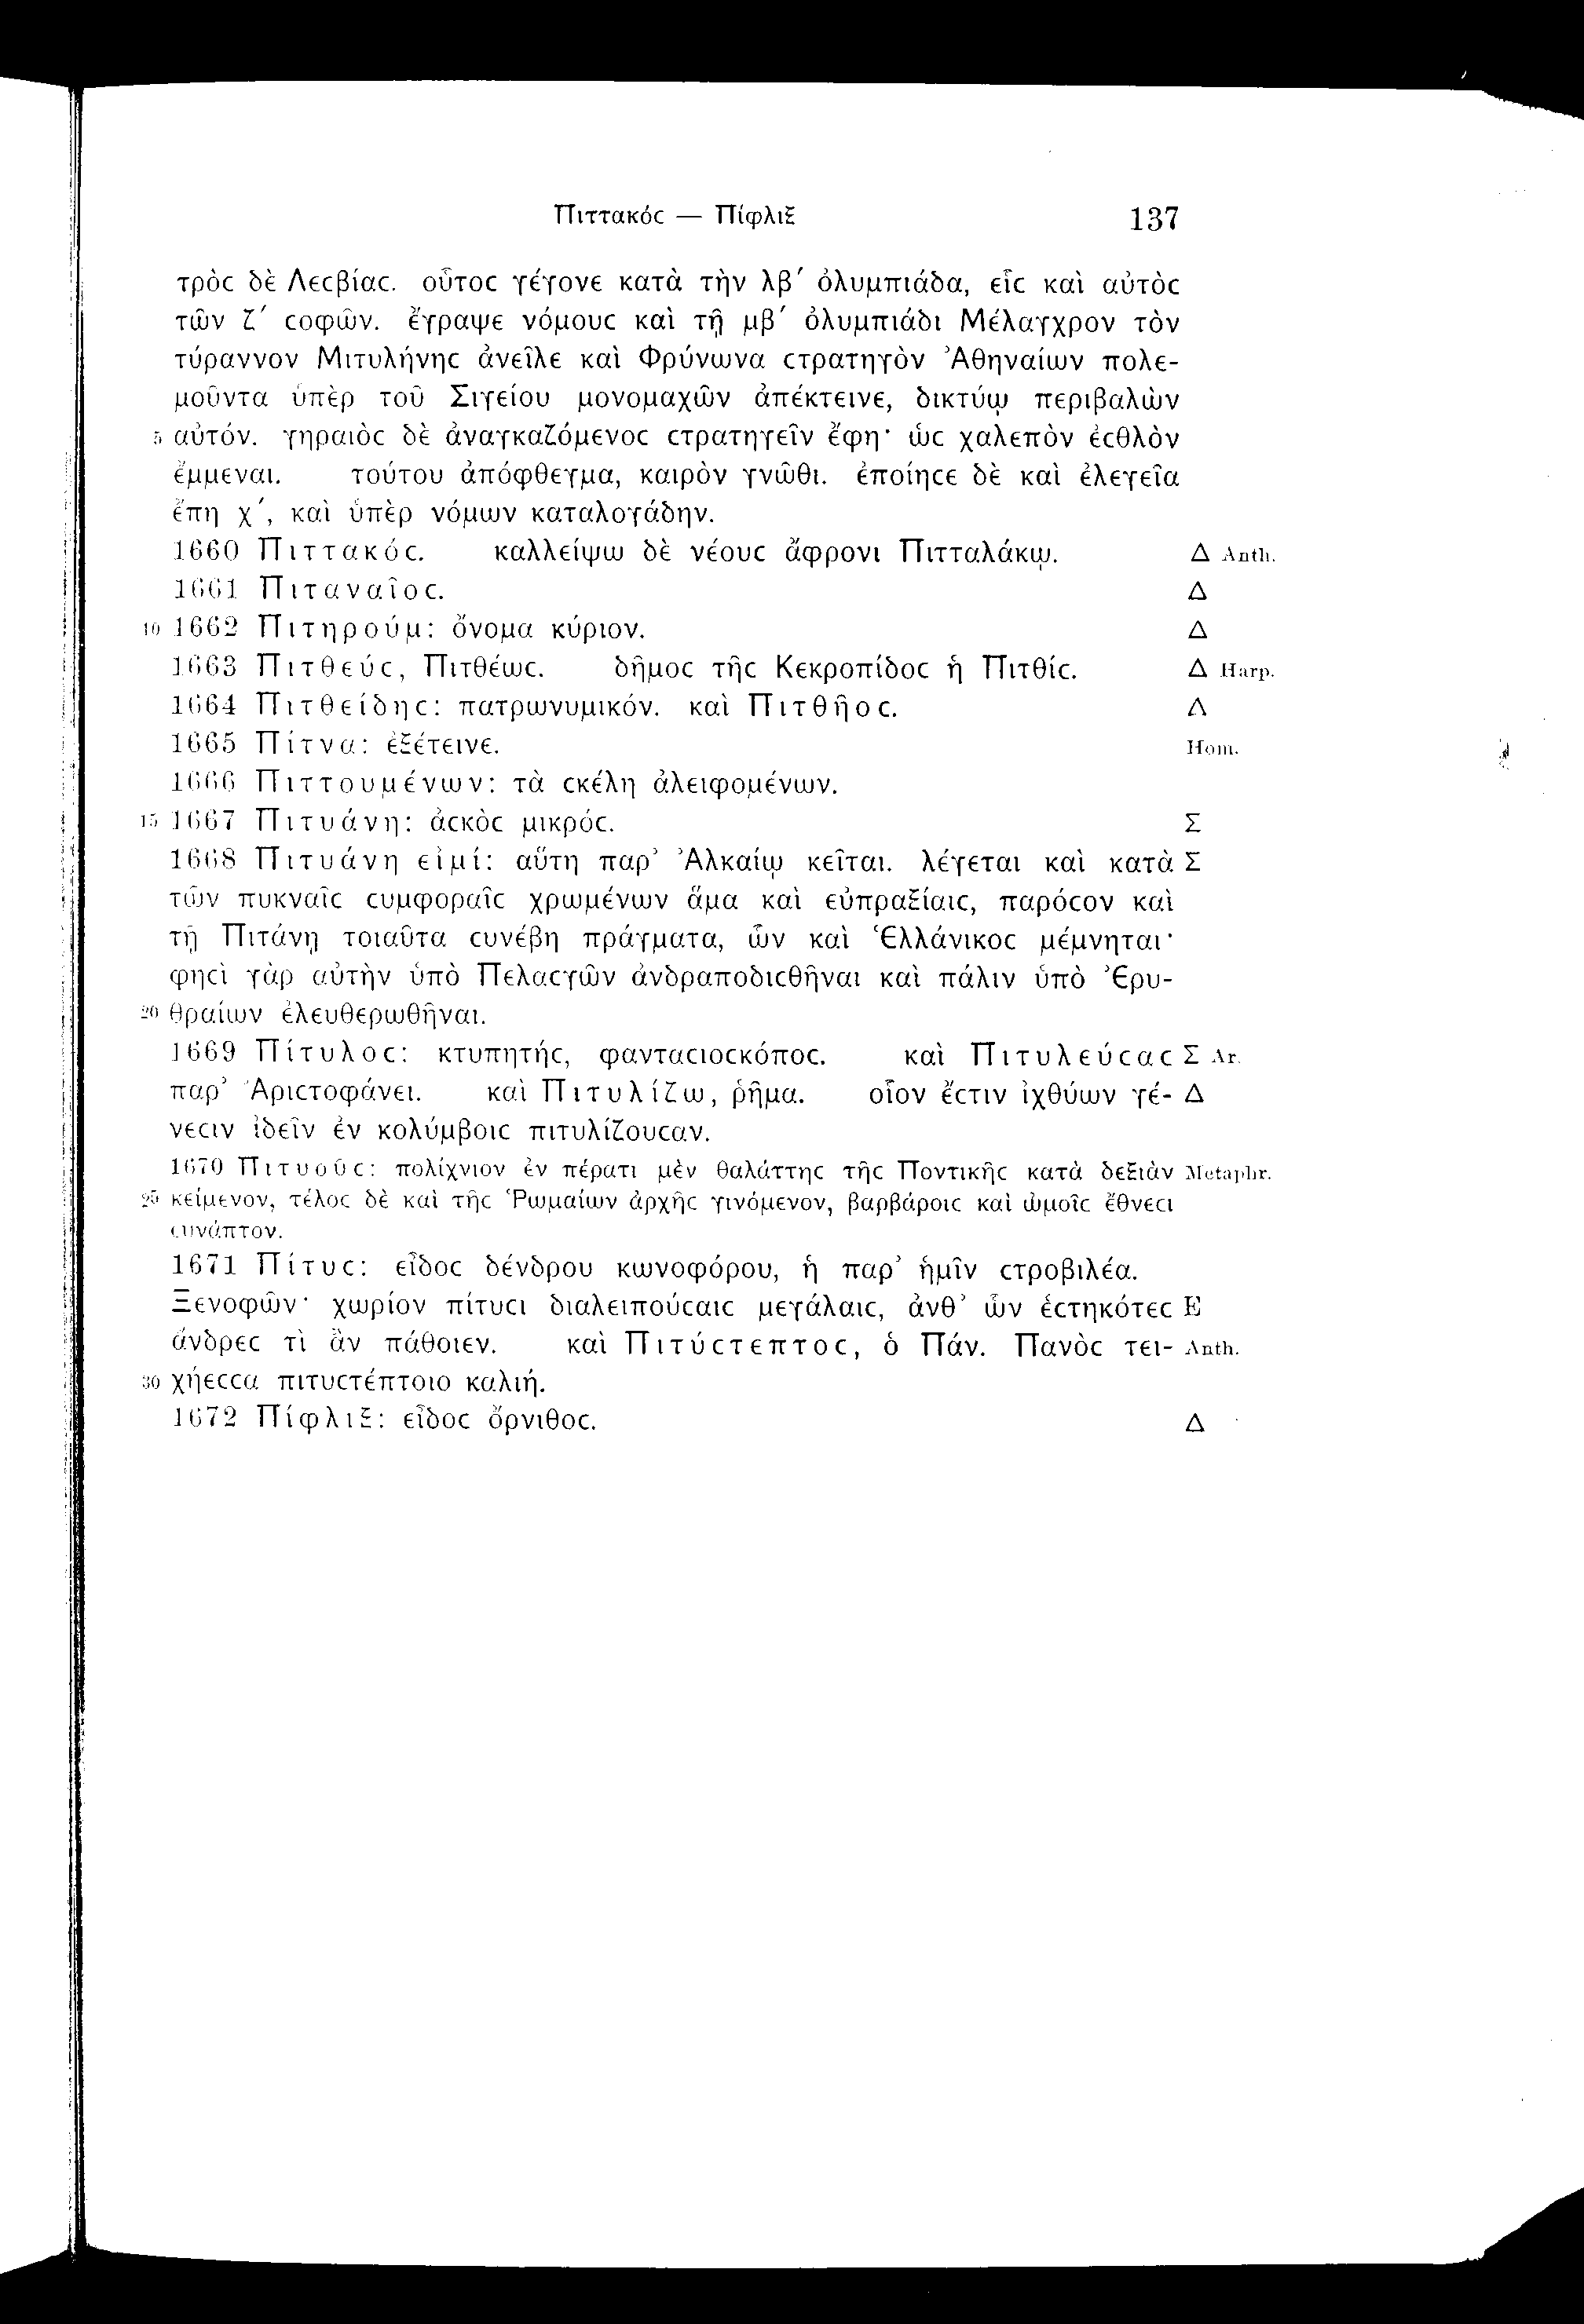 Πιττακόϲ — Πίφλιξ 137
τρὸϲ δὲ Λεϲβίαϲ. οὗτοϲ γέγονε κατὰ τὴν λβʹ ὀλυμπιάδα, εἷϲ καὶ αὐτὸϲ
τῶν ζʹ ϲοφῶν. ἔγραψε νόμουϲ καὶ τῇ μβʹ ὀλυμπιάδι Μέλαγχρον τὸν
τύραννον Μιτυλήνηϲ ἀνεῖλε καὶ Φρύνωνα ϲτρατηγὸν Ἀθηναίων πολε-
μοῦντα ὑπὲρ τοῦ Σιγείου μονομαχῶν ἀπέκτεινε, δικτύῳ περιβαλὼν
5 αὐτόν. γηραιὸϲ δὲ ἀναγκαζόμενοϲ ϲτρατηγεῖν ἔφη· ὡϲ χαλεπὸν ἐϲθλὸν
ἔμμεναι. τούτου ἀπόφθεγμα, καιρὸν γνῶθι. ἐποίηϲε δὲ καὶ ἐλεγεῖα
ἔπη χʹ, καὶ ὑπὲρ νόμων καταλογάδην.
1660 Πιττακόϲ. καλλείψω δὲ νέουϲ ἄφρονι Πιτταλάκῳ. Δ Anth.
1661 Πιταναῖοϲ. Δ
10 1662 Πιτηρούμ: ὄνομα κύριον. Δ
1663 Πιτθεύϲ, Πιτθέωϲ. δῆμοϲ τῆϲ Κεκροπίδοϲ ἡ Πιτθίϲ. Δ Harp.
1664 Πιτθείδηϲ: πατρωνυμικόν. καὶ Πιτθῆοϲ. Δ
1665 Πίτνα: ἐξέτεινε. Hom.
1666 Πιττουμένων: τὰ ϲκέλη ἀλειφομένων.
15 1667 Πιτυάνη: ἀϲκὸϲ μικρόϲ. Σ
1668 Πιτυάνη εἰμί: αὕτη παρ’ Ἀλκαίῳ κεῖται. λέγεται καὶ κατὰ Σ
τῶν πυκναῖϲ ϲυμφοραῖϲ χρωμένων ἅμα καὶ εὐπραξίαιϲ, παρόϲον καὶ
τῇ Πιτάνῃ τοιαῦτα ϲυνέβη πράγματα, ὧν καὶ Ἑλλάνικοϲ μέμνηται·
φηϲὶ γὰρ αὐτὴν ὑπὸ Πελαϲγῶν ἀνδραποδιϲθῆναι καὶ πάλιν ὑπὸ Ἐρυ-
20 θραίων ἐλευθερωθῆναι.
1669 Πίτυλοϲ: κτυπητήϲ, φανταϲιοϲκόποϲ. καὶ Πιτυλεύϲαϲ Σ Ar.
παρ’ Ἀριϲτοφάνει. καὶ Πιτυλίζω, ῥῆμα. οἷον ἔϲτιν ἰχθύων γέ- Δ
νεϲιν ἰδεῖν ἐν κολύμβοιϲ πιτυλίζουϲαν.
1670 Πιτυοῦϲ: πολίχνιον ἐν πέρατι μὲν θαλάττηϲ τῆϲ Ποντικῆϲ κατὰ δεξιὰν Metaphr.
25 κείμενον, τέλοϲ δὲ καὶ τῆϲ Ῥωμαίων ἀρχῆϲ γινόμενον, βαρβάροιϲ καὶ ὠμοῖϲ ἔθνεϲι
ϲυνάπτον.
1671 Πίτυϲ: εἶδοϲ δένδρου κωνοφόρου, ἡ παρ’ ἡμῖν ϲτροβιλέα.
Ξενοφῶν· χωρίον πίτυϲι διαλειπούϲαιϲ μεγάλαιϲ, ἀνθ’ ὧν ἑϲτηκότεϲ E
ἄνδρεϲ τὶ ἂν πάθοιεν. καὶ Πιτύϲτεπτοϲ, ὁ Πάν. Πανὸϲ τει- Anth.
30 χήεϲϲα πιτυϲτέπτοιο καλιή.
1672 Πίφλιξ: εἶδοϲ ὄρνιθοϲ. Δ